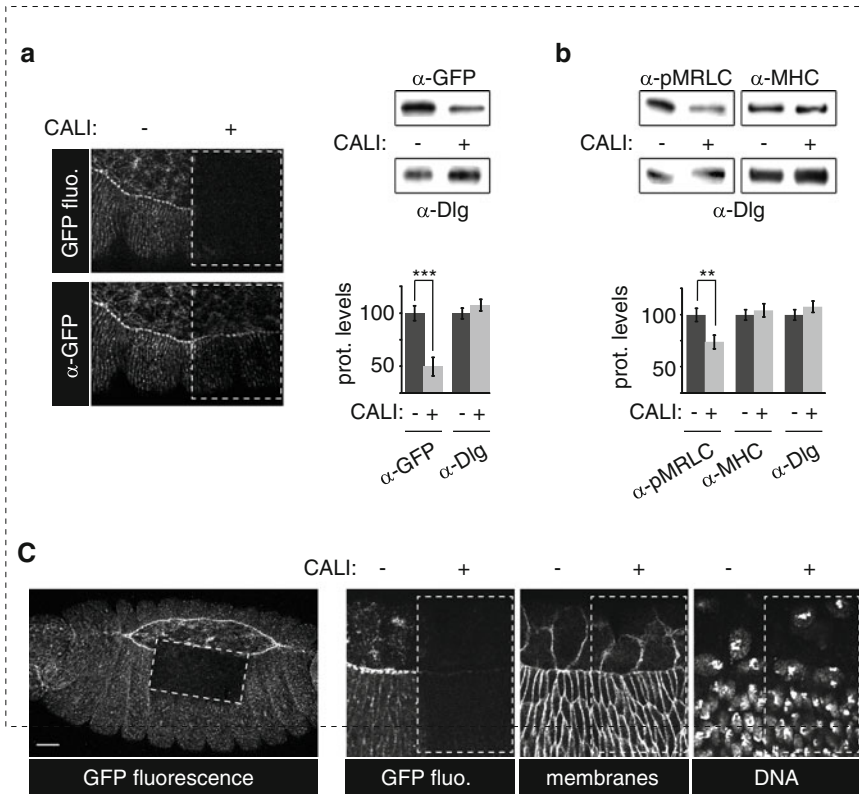 a
CALI: - +
GFP fluo.
α-GFP
α-GFP
CALI: - +
α-Dlg
prot. levels
100
50
***
CALI: - + - +
α-GFP α-Dlg
b
α-pMRLC α-MHC
CALI: - + - +
α-Dlg
prot. levels
100
50
**
CALI: - + - + - +
α-pMRLC α-MHC α-Dlg
C
CALI: - + - + - +
GFP fluorescence GFP fluo. membranes DNA